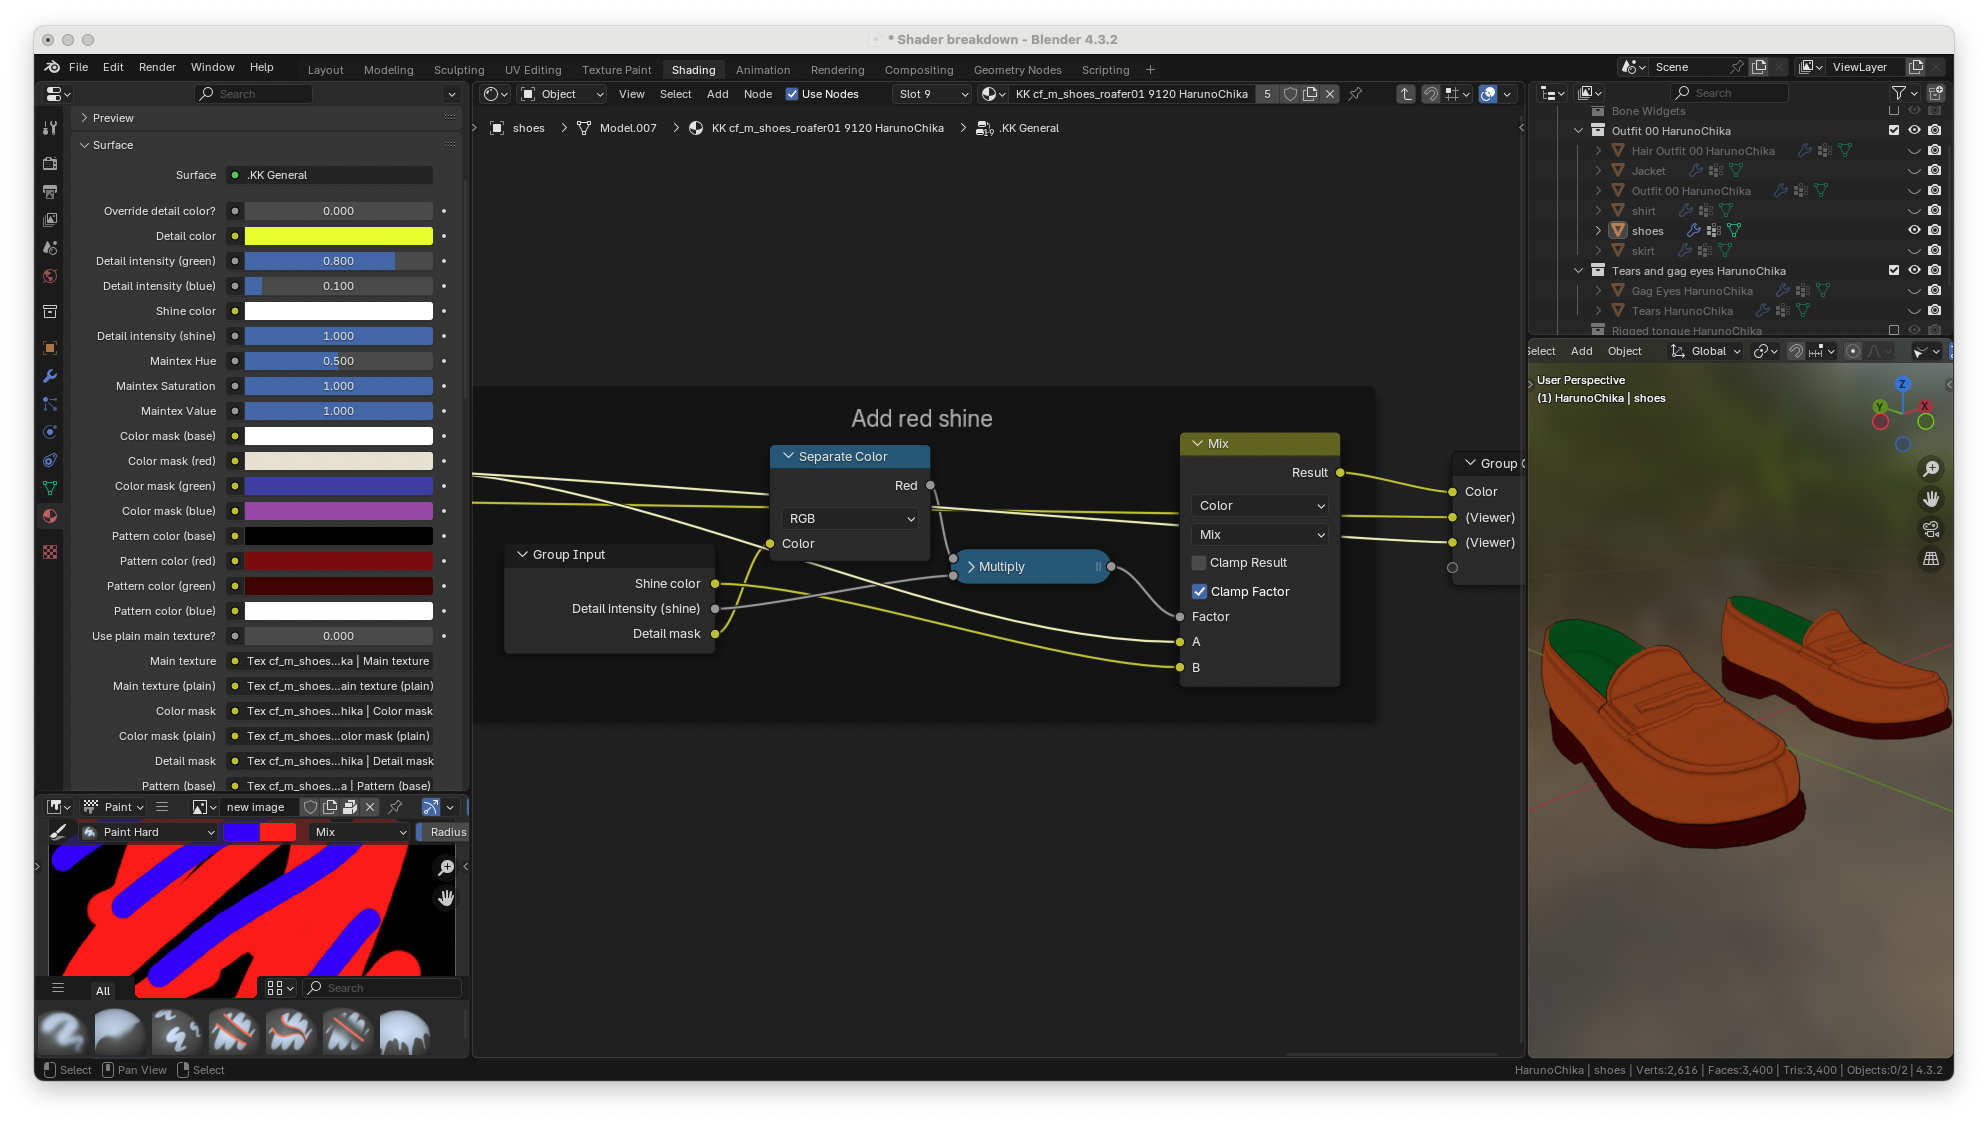 * Shader breakdown - Blender 4.3.2
File Edit Render Window Help
Layout Modeling Sculpting UV Editing Texture Paint Shading Animation Rendering Compositing Geometry Nodes Scripting +
Scene
ViewLayer
Search
Object View Select Add Node Use Nodes Slot 9 KK cf_m_shoes_roafer01 9120 HarunoChika 5
Search
Preview
Surface
Surface .KK General
Override detail color? 0.000
Detail color
Detail intensity (green) 0.800
Detail intensity (blue) 0.100
Shine color
Detail intensity (shine) 1.000
Maintex Hue 0.500
Maintex Saturation 1.000
Maintex Value 1.000
Color mask (base)
Color mask (red)
Color mask (green)
Color mask (blue)
Pattern color (base)
Pattern color (red)
Pattern color (green)
Pattern color (blue)
Use plain main texture? 0.000
Main texture Tex cf_m_shoes...ka | Main texture
Main texture (plain) Tex cf_m_shoes...ain texture (plain)
Color mask Tex cf_m_shoes...hika | Color mask
Color mask (plain) Tex cf_m_shoes...olor mask (plain)
Detail mask Tex cf_m_shoes...hika | Detail mask
Pattern (base) Tex cf_m_shoes...a | Pattern (base)
Paint new image
Paint Hard Mix Radius
All Search
shoes Model.007 KK cf_m_shoes_roafer01 9120 HarunoChika .KK General
Add red shine
Separate Color
Red
RGB
Color
Group Input
Shine color
Detail intensity (shine)
Detail mask
Multiply
Mix
Result
Color
Mix
Clamp Result
Clamp Factor
Factor
A
B
Group
Color
(Viewer)
(Viewer)
Bone Widgets
Outfit 00 HarunoChika
Hair Outfit 00 HarunoChika
Jacket
Outfit 00 HarunoChika
shirt
shoes
skirt
Tears and gag eyes HarunoChika
Gag Eyes HarunoChika
Tears HarunoChika
Rigged tongue HarunoChika
Select Add Object Global
User Perspective
(1) HarunoChika | shoes
Z
Y
X
Select Pan View Select
HarunoChika | shoes | Verts:2,616 | Faces:3,400 | Tris:3,400 | Objects:0/2 | 4.3.2